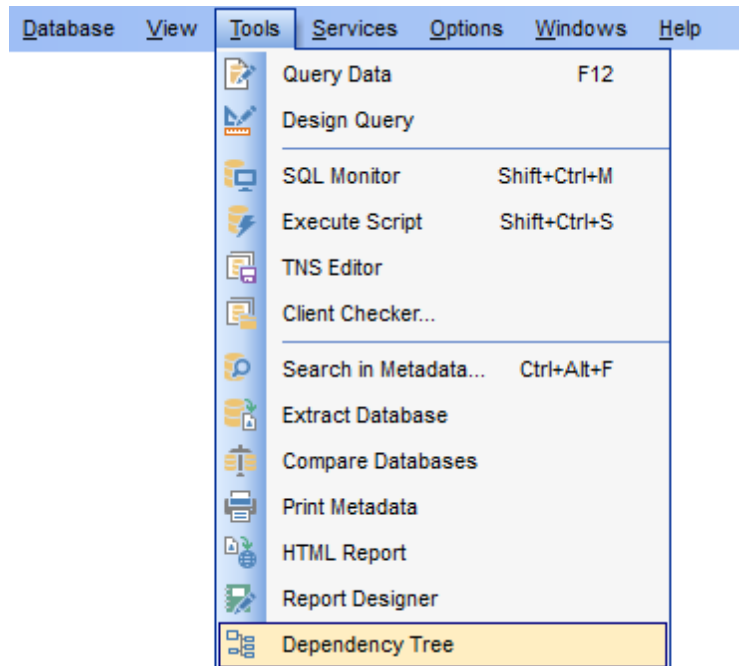 Database View Tools Services Options Windows Help
Query Data F12
Design Query
SQL Monitor Shift+Ctrl+M
Execute Script Shift+Ctrl+S
TNS Editor
Client Checker...
Search in Metadata... Ctrl+Alt+F
Extract Database
Compare Databases
Print Metadata
HTML Report
Report Designer
Dependency Tree